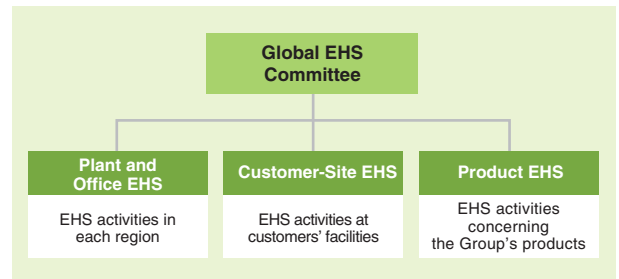 Global EHS
Committee
Plant and
Office EHS
EHS activities in
each region
Customer-Site EHS
EHS activities at
customers' facilities
Product EHS
EHS activities
concerning
the Group's products